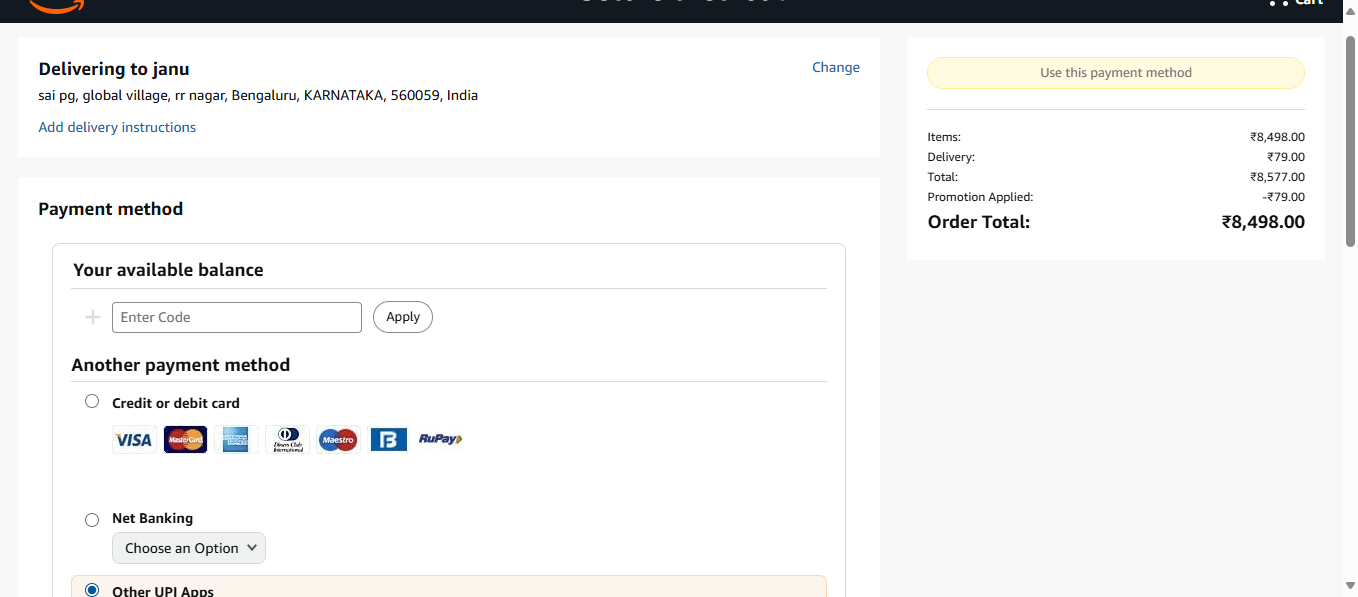 Cart
Delivering to janu
Change
sai pg, global village, rr nagar, Bengaluru, KARNATAKA, 560059, India
Add delivery instructions
Payment method
Your available balance
Enter Code
Apply
Another payment method
Credit or debit card
VISA MasterCard AMERICAN EXPRESS Diners Club International Maestro B RuPay
Net Banking
Choose an Option
Other UPI Apps
Use this payment method
Items: ₹8,498.00
Delivery: ₹79.00
Total: ₹8,577.00
Promotion Applied: -₹79.00
Order Total: ₹8,498.00